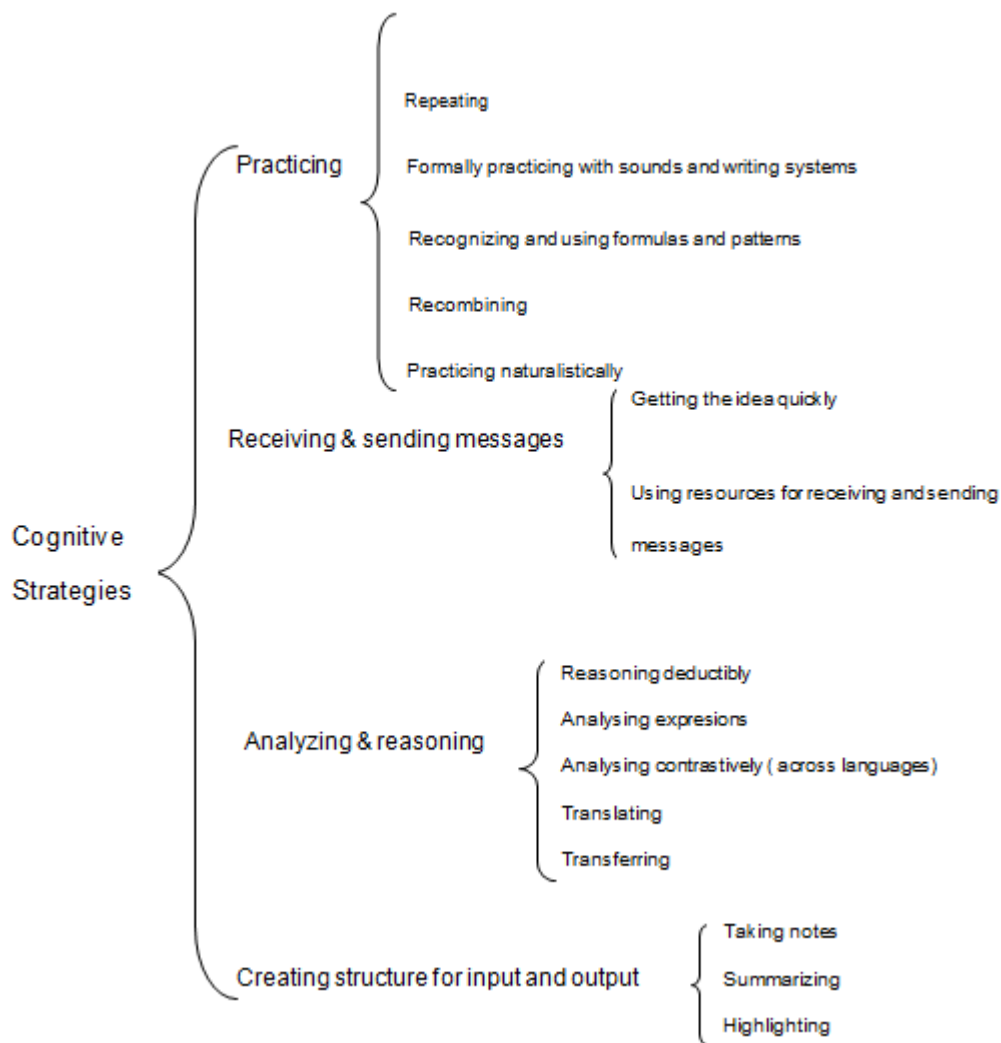 Cognitive
Strategies
Practicing
Repeating
Formally practicing with sounds and writing systems
Recognizing and using formulas and patterns
Recombining
Practicing naturalistically
Receiving & sending messages
Getting the idea quickly
Using resources for receiving and sending
messages
Analyzing & reasoning
Reasoning deductibly
Analysing expresions
Analysing contrastively ( across languages)
Translating
Transferring
Creating structure for input and output
Taking notes
Summarizing
Highlighting